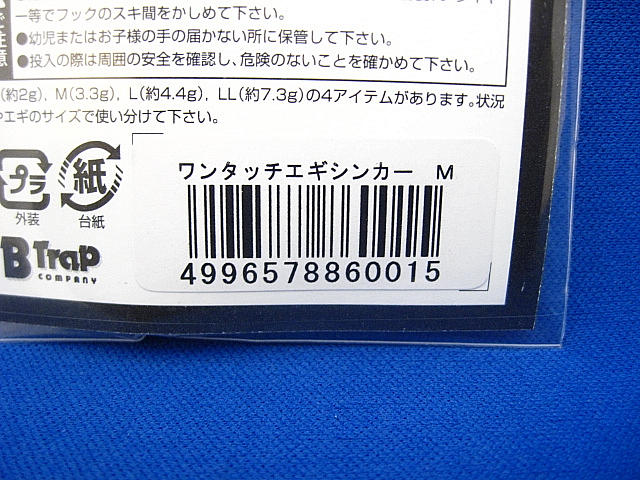 一等でフックのスキ間をかしめて下さい。
●幼児またはお子様の手の届かない所に保管して下さい。
●投入の際は周囲の安全を確認し、危険のないことを確かめて下さい。
(約2g), M(3.3g), L(約4.4g), LL(約7.3g)の4アイテムがあります。状況
エギのサイズで使い分けて下さい。
プラ
外装
紙
台紙
B Trap
COMPANY
ワンタッチエギシンカー M
4996578860015